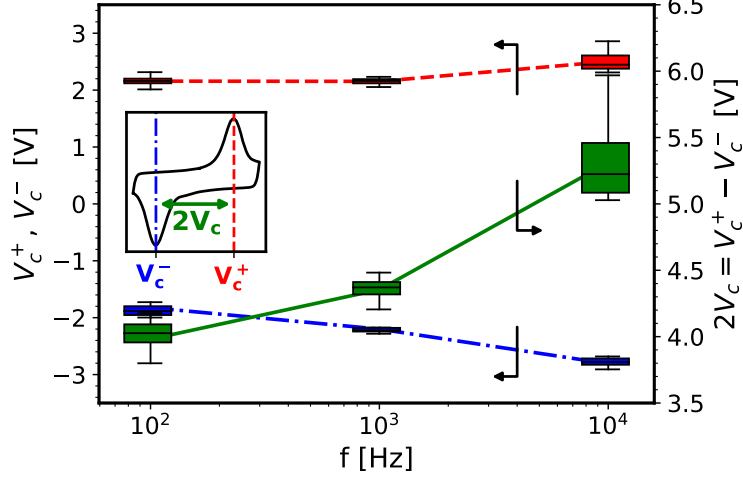 3
2
1
0
−1
−2
−3
V_c^+ , V_c^− [V]
6.5
6.0
5.5
5.0
4.5
4.0
3.5
2V_c = V_c^+ − V_c^− [V]
2V_c
V_c^−
V_c^+
10^2
10^3
10^4
f [Hz]